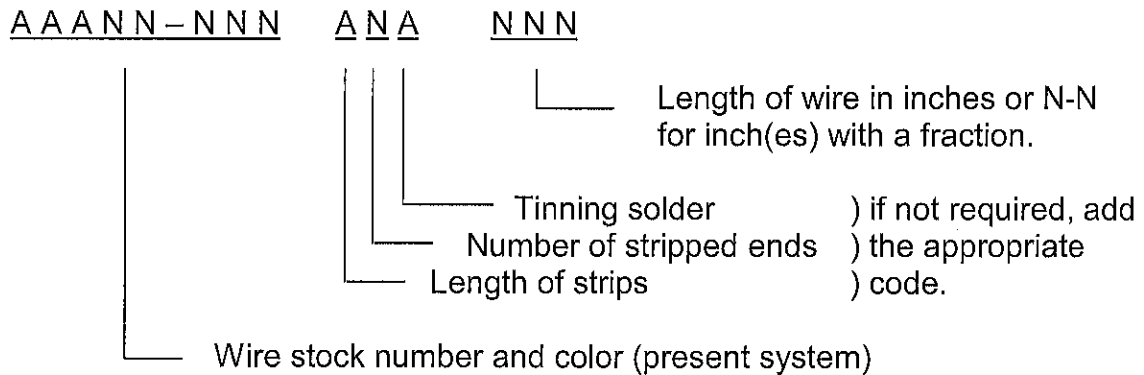 AAANN-NNN ANA NNN
Length of wire in inches or N-N
for inch(es) with a fraction.
Tinning solder ) if not required, add
Number of stripped ends ) the appropriate
Length of strips ) code.
Wire stock number and color (present system)